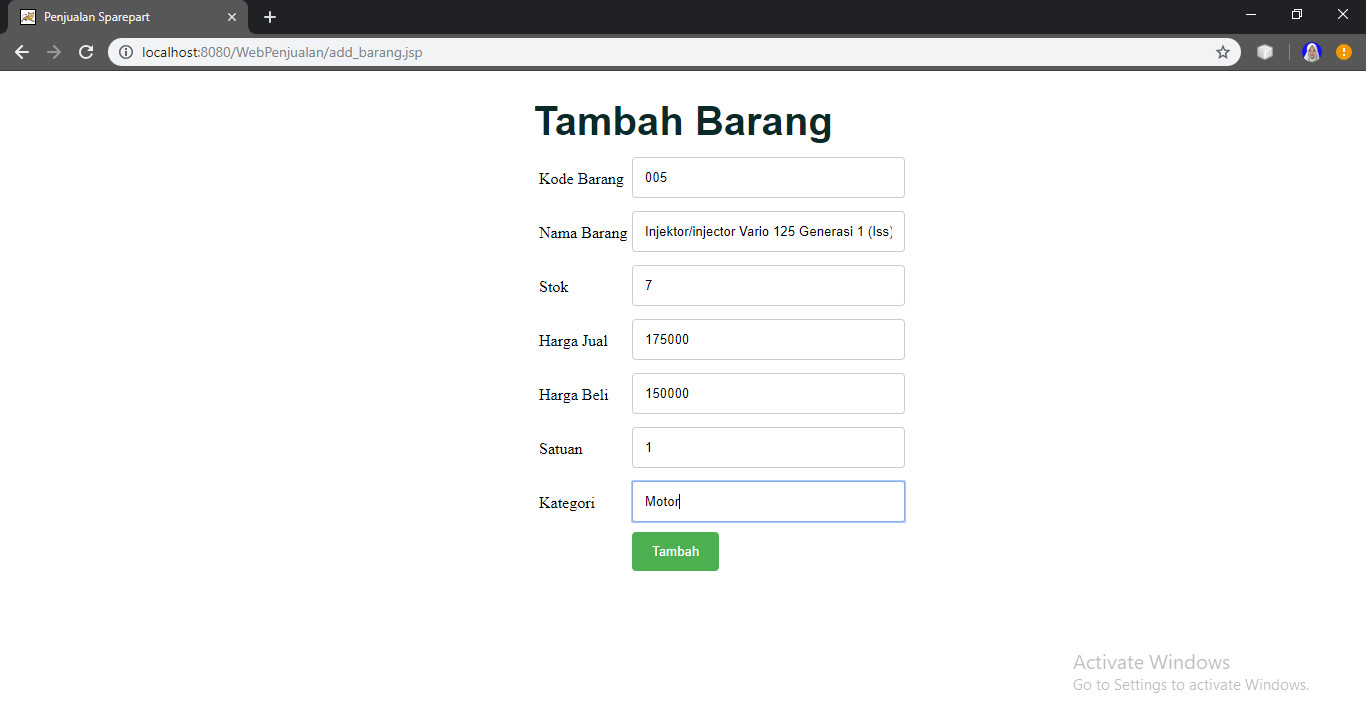 Penjualan Sparepart
localhost:8080/WebPenjualan/add_barang.jsp
Tambah Barang
Kode Barang 005
Nama Barang Injektor/injector Vario 125 Generasi 1 (Iss)
Stok 7
Harga Jual 175000
Harga Beli 150000
Satuan 1
Kategori Motor
Tambah
Activate Windows
Go to Settings to activate Windows.